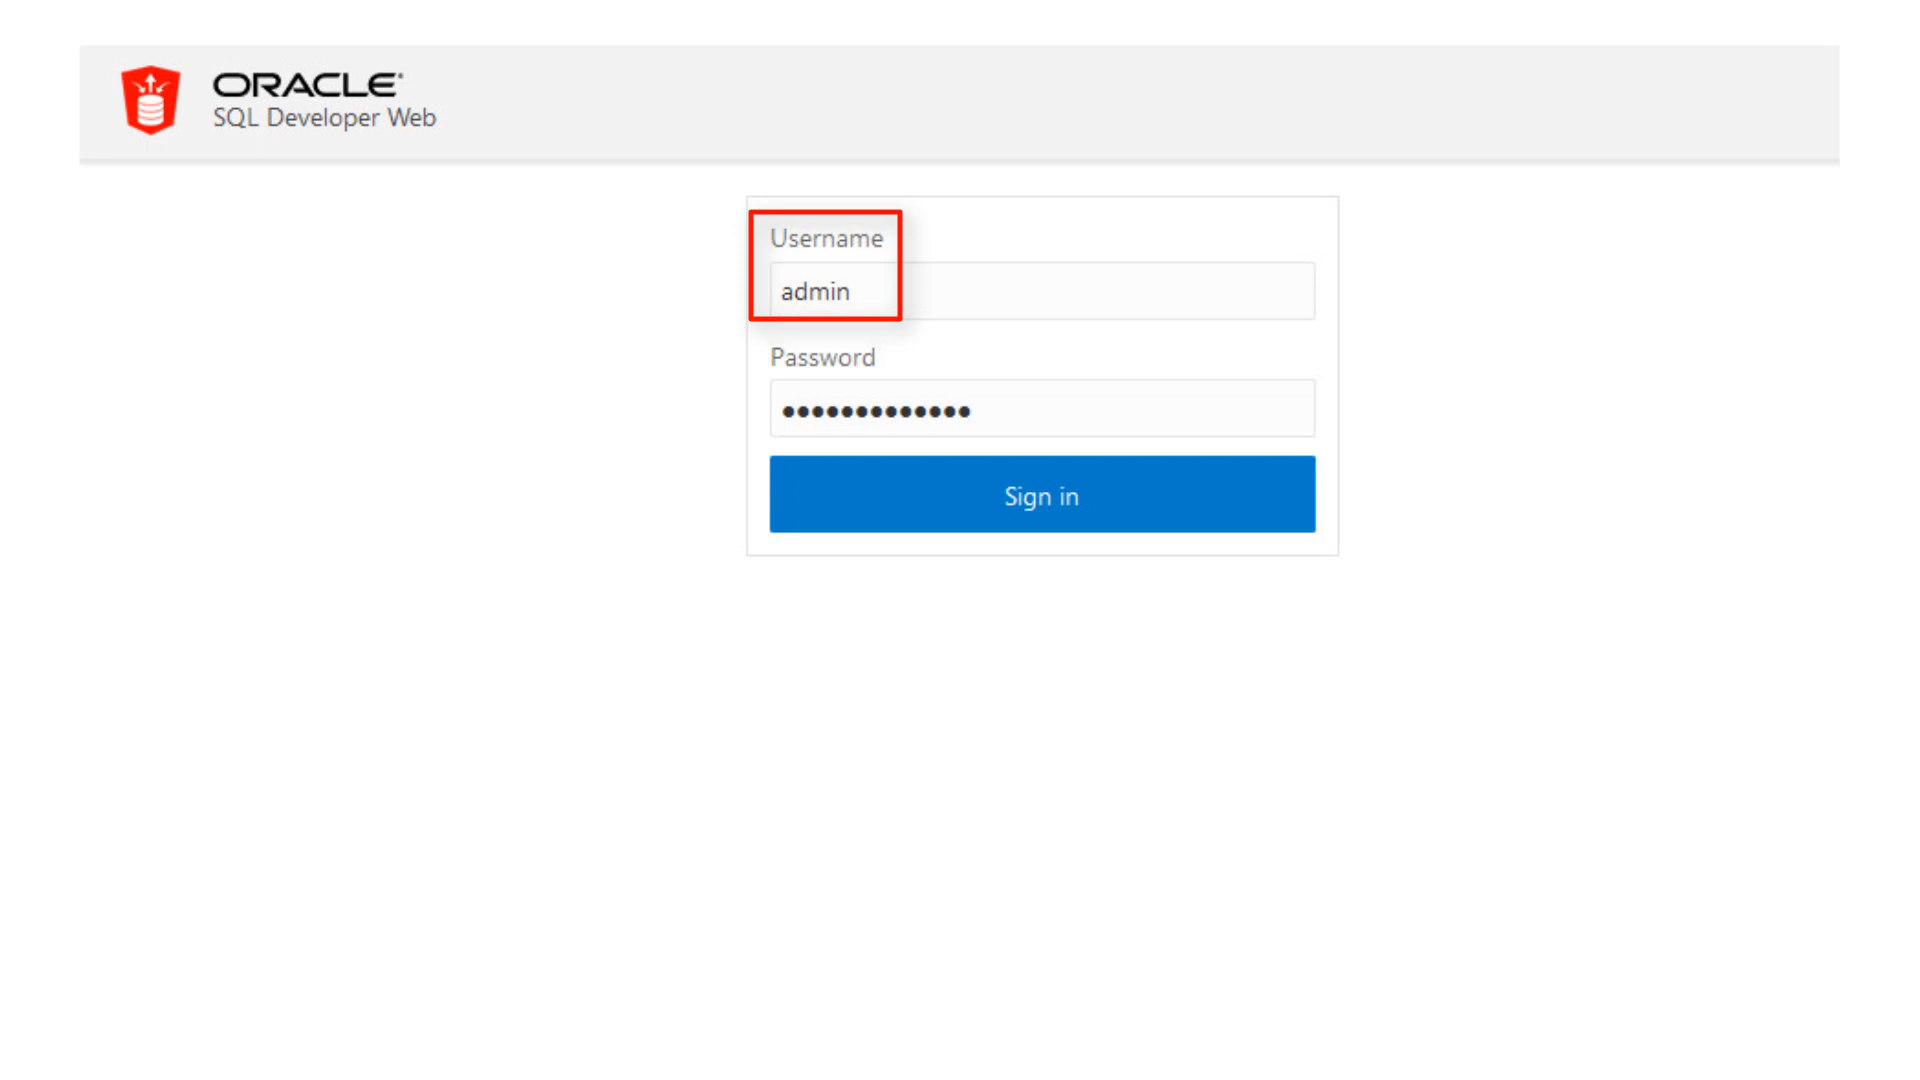 ORACLE
SQL Developer Web
Username
admin
Password
•••••••••••••
Sign in